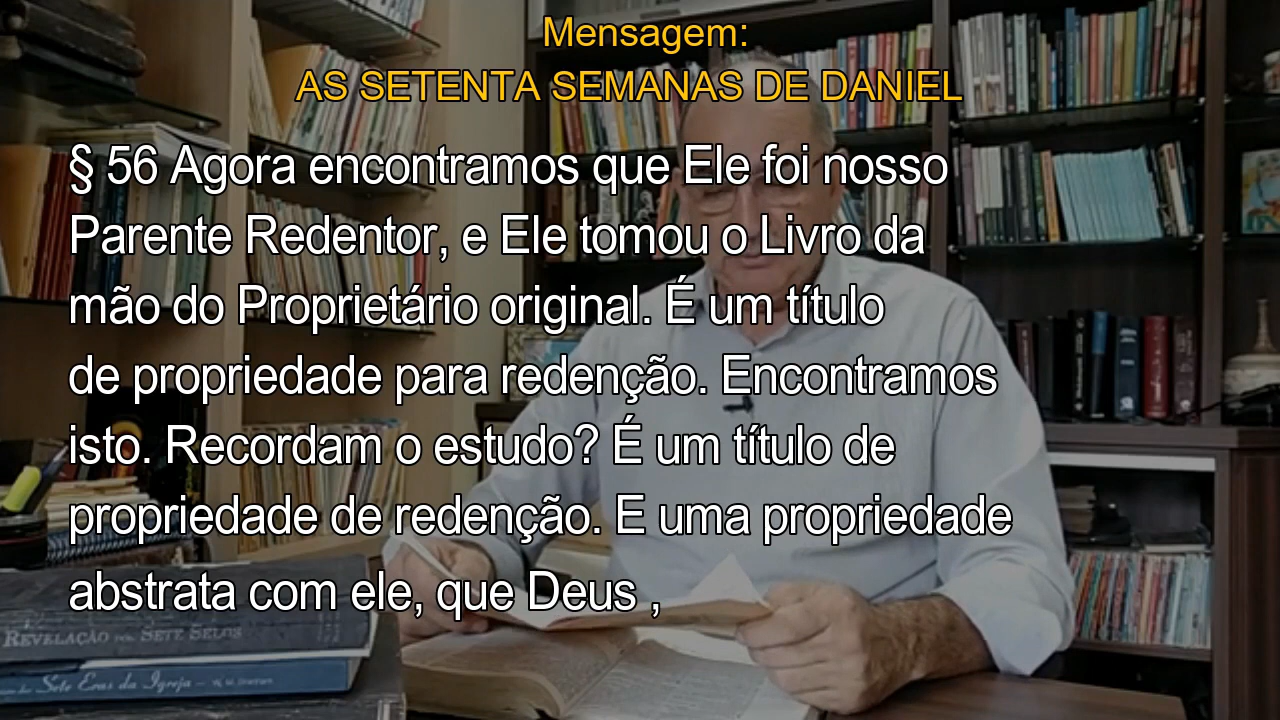 Mensagem:
AS SETENTA SEMANAS DE DANIEL
§ 56 Agora encontramos que Ele foi nosso
Parente Redentor, e Ele tomou o Livro da
mão do Proprietário original. É um título
de propriedade para redenção. Encontramos
isto. Recordam o estudo? É um título de
propriedade de redenção. E uma propriedade
abstrata com ele, que Deus ,
REVELAÇÃO DOS SETE SELOS
Sete Eras da Igreja